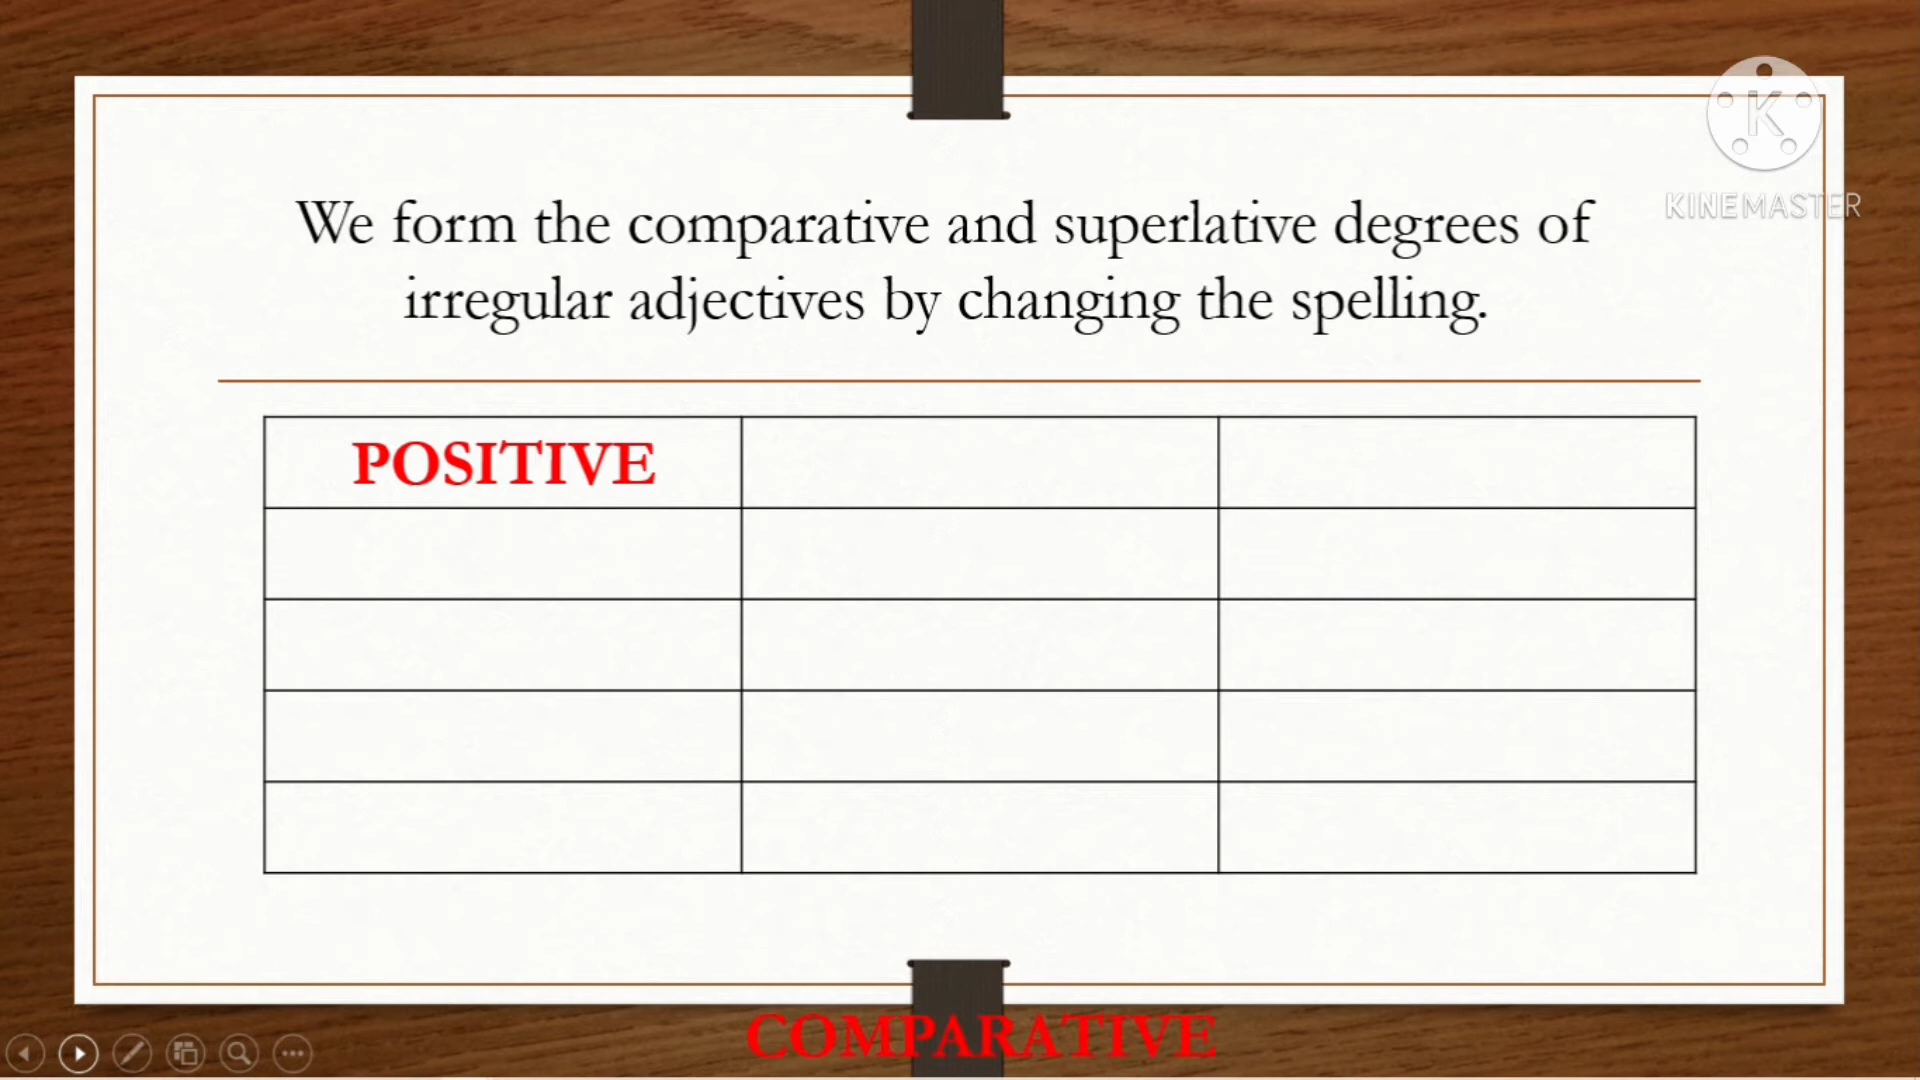 K
KINEMASTER
We form the comparative and superlative degrees of
irregular adjectives by changing the spelling.
POSITIVE
COMPARATIVE